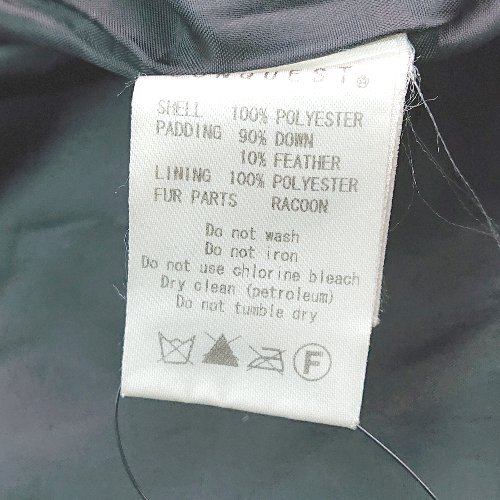 ONQUEST®
SHELL 100% POLYESTER
PADDING 90% DOWN
10% FEATHER
LINING 100% POLYESTER
FUR PARTS RACOON
Do not wash
Do not iron
Do not use chlorine bleach
Dry clean (petroleum)
Do not tumble dry
F